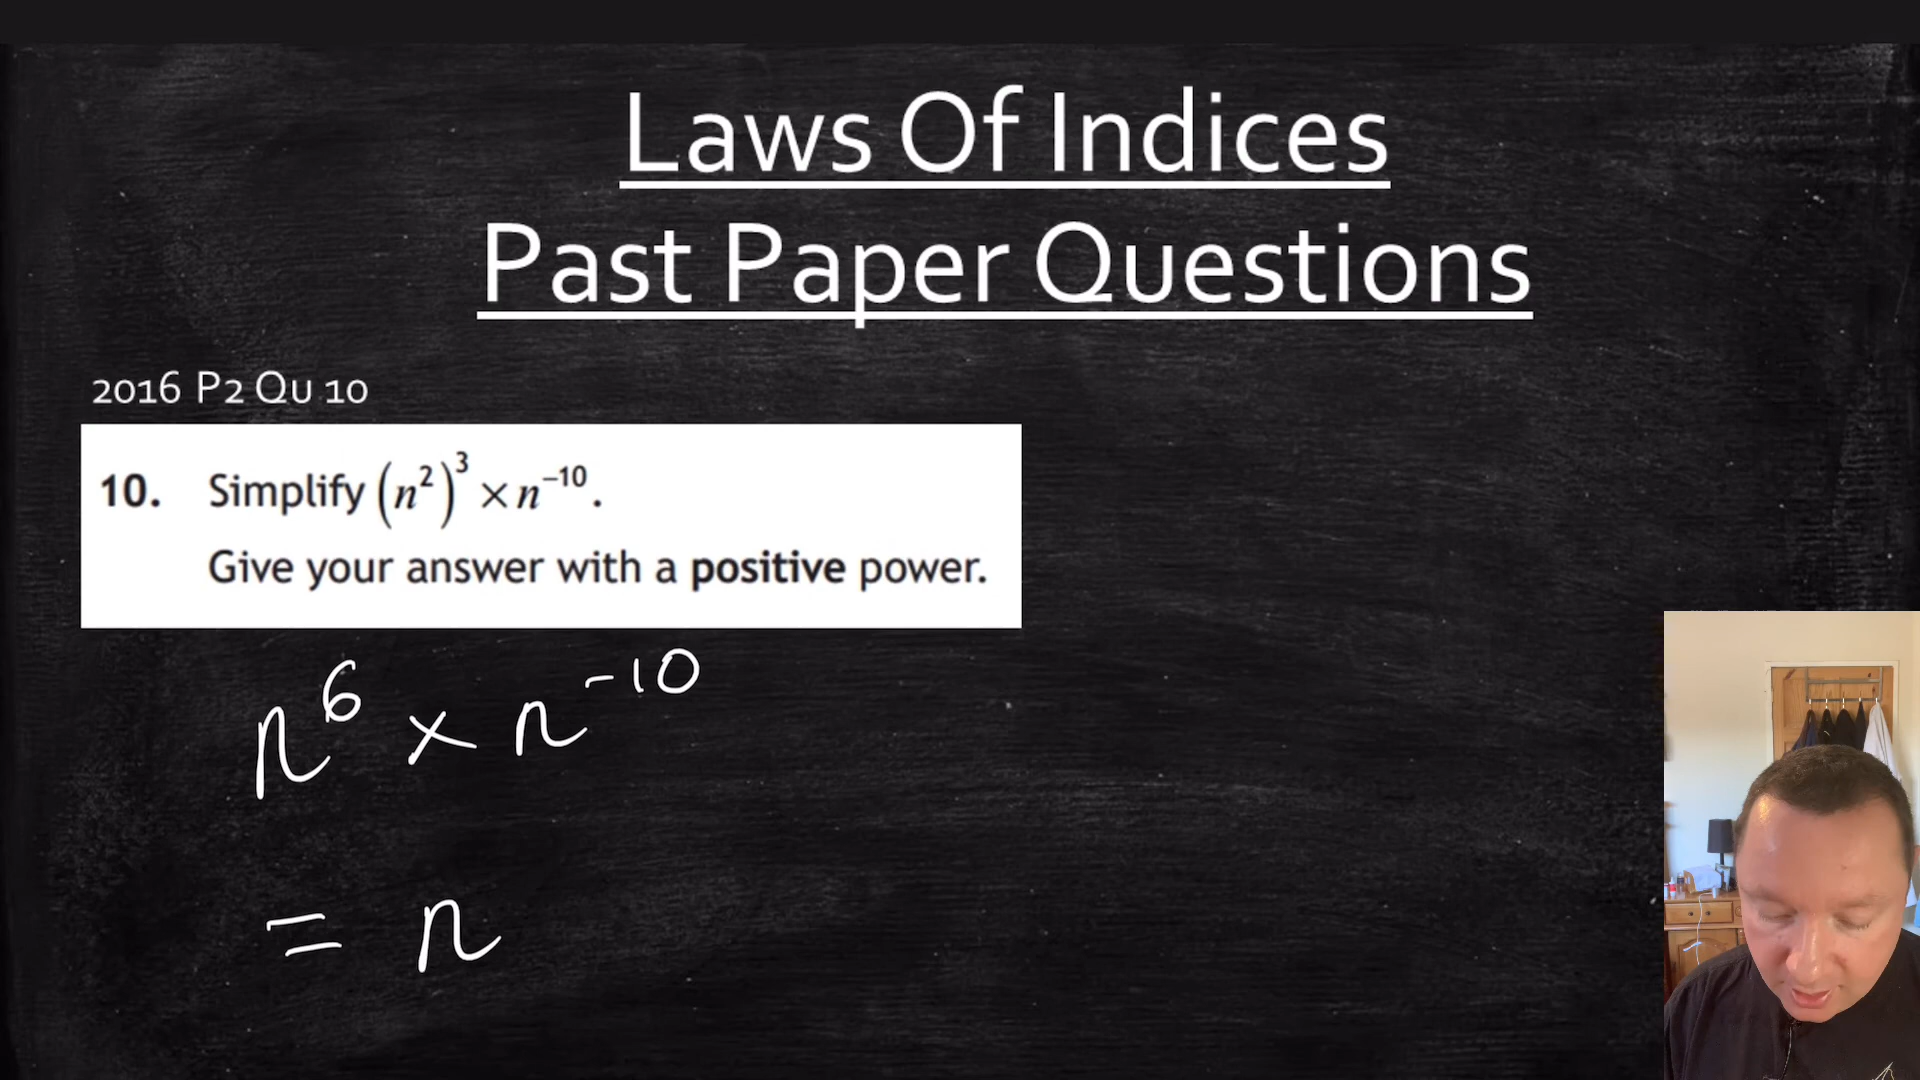 Laws Of Indices
Past Paper Questions
2016 P2 Qu 10
10. Simplify (n²)³ × n⁻¹⁰.
Give your answer with a positive power.
n⁶ × n⁻¹⁰
= n